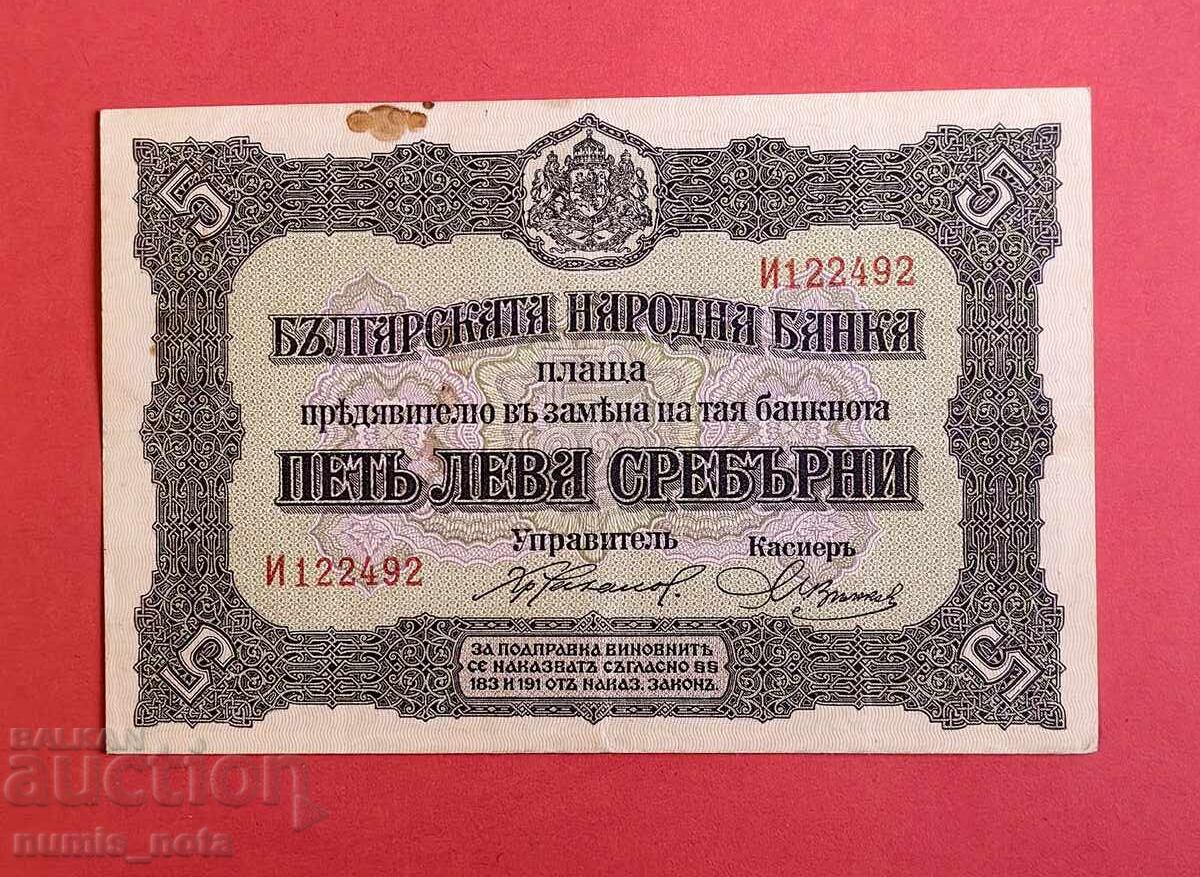 5 5
И122492
БЪЛГАРСКАТА НАРОДНА БАНКА
плаща
прѣдявителю въ замѣна на тая банкнота
ПЕТЬ ЛЕВА СРЕБЪРНИ
Управитель Касиеръ
И122492
5 5
ЗА ПОДПРАВКА ВИНОВНИТѢ
СЕ НАКАЗВАТЪ СЪГЛАСНО §§
183 И 191 ОТЪ НАКАЗ. ЗАКОНЪ.
BALKAN
auction
numis_nota